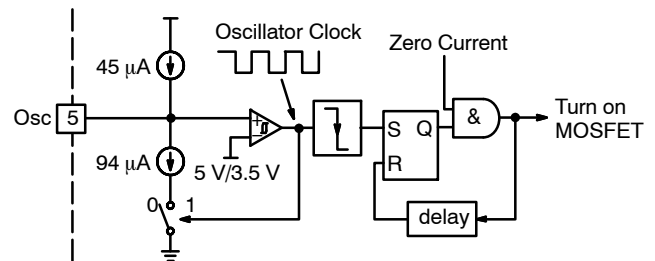 Oscillator Clock
Zero Current
45 μA
Osc 5
+
−
&
Turn on
MOSFET
S Q
R
94 μA
5 V/3.5 V
0 1
delay